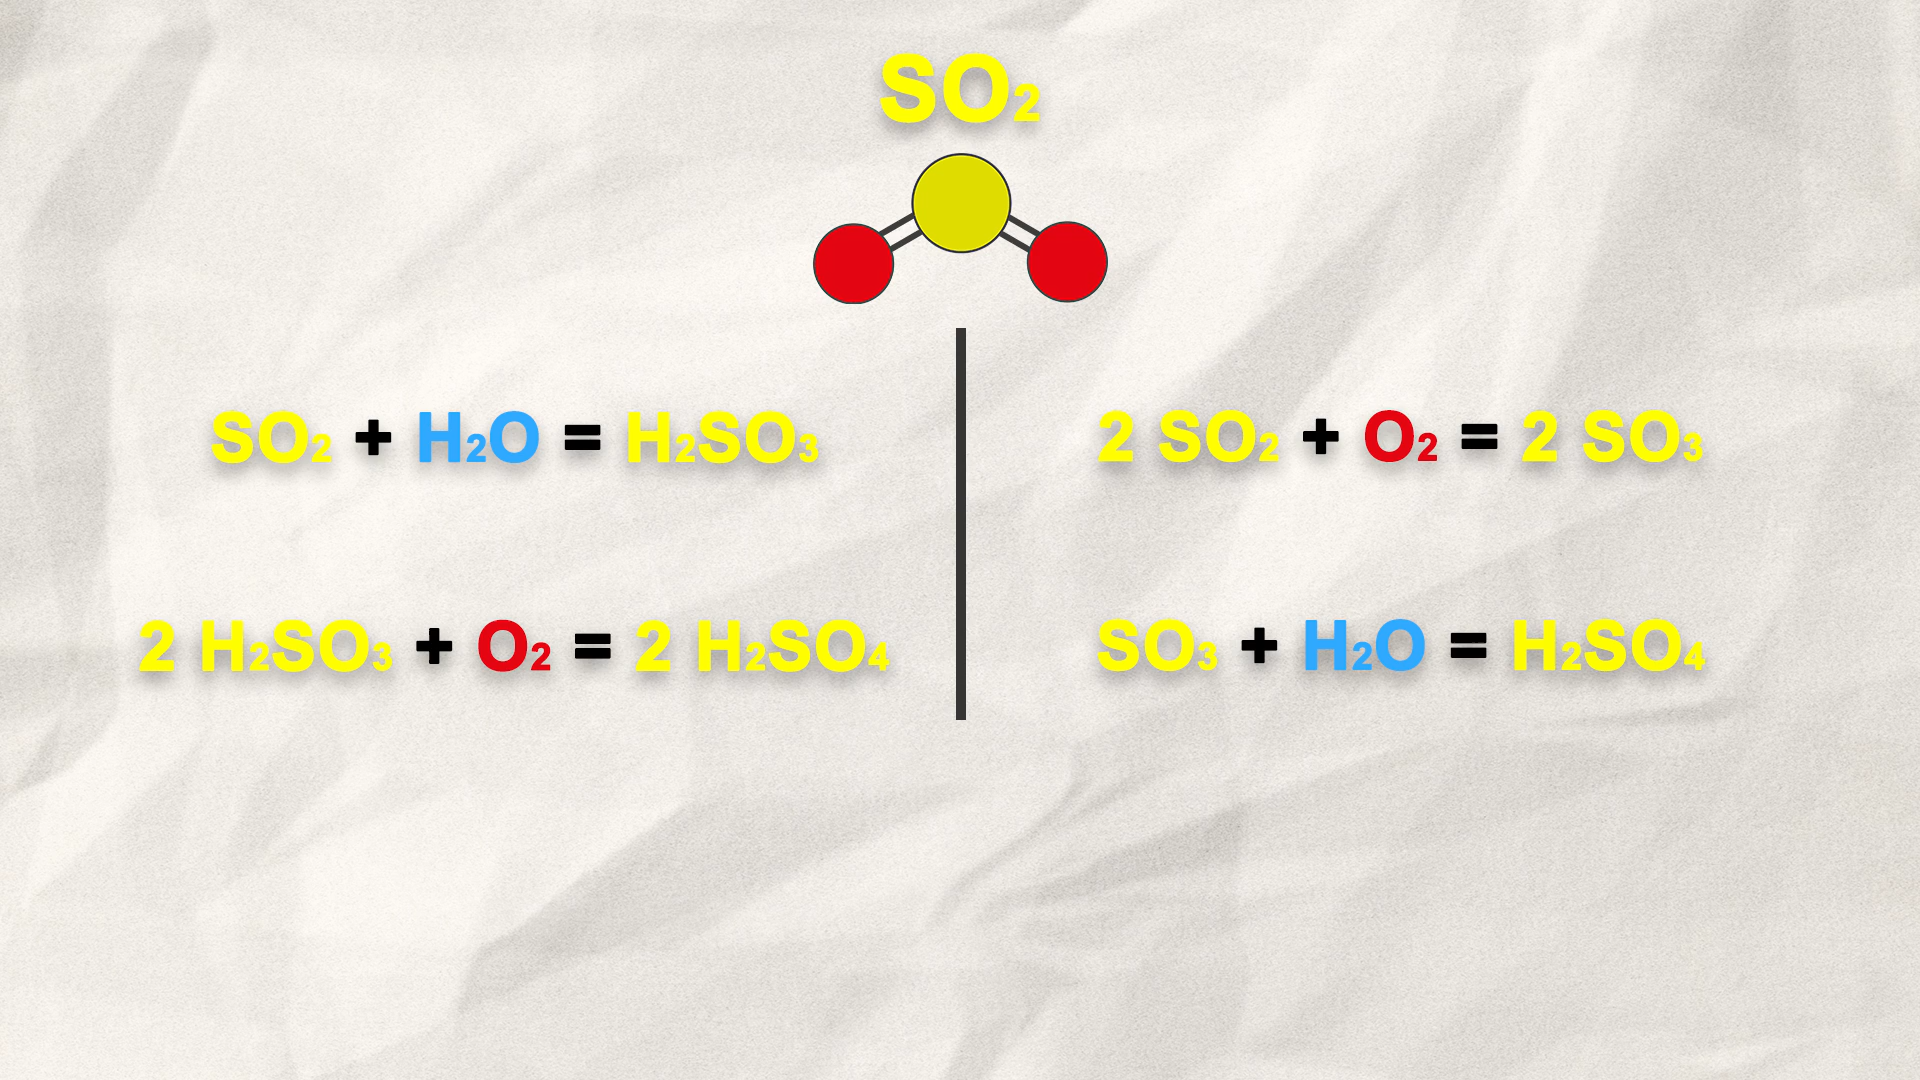 SO₂
SO₂ + H₂O = H₂SO₃
2 H₂SO₃ + O₂ = 2 H₂SO₄
2 SO₂ + O₂ = 2 SO₃
SO₃ + H₂O = H₂SO₄